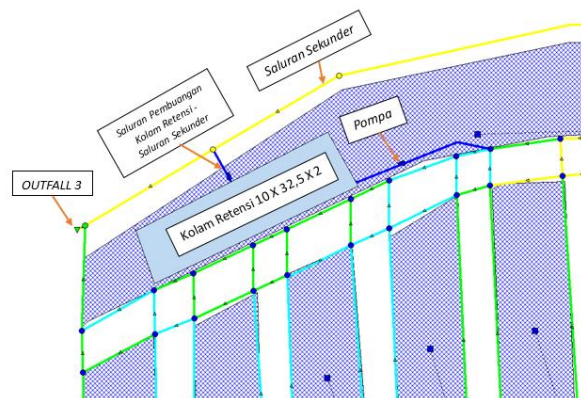 Saluran Sekunder
Saluran Pembuangan
Kolam Retensi -
Saluran Sekunder
Pompa
OUTFALL 3
Kolam Retensi 10 X 32,5 X 2